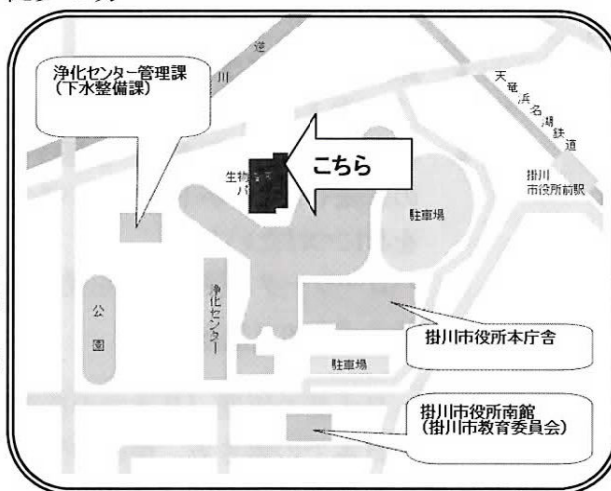 浄化センター管理課
(下水整備課)
逆
川
天竜浜名湖鉄道
こちら
生物
パ
駐車場
掛川
市役所前駅
公園
浄化センター
掛川市役所本庁舎
駐車場
掛川市役所南館
(掛川市教育委員会)